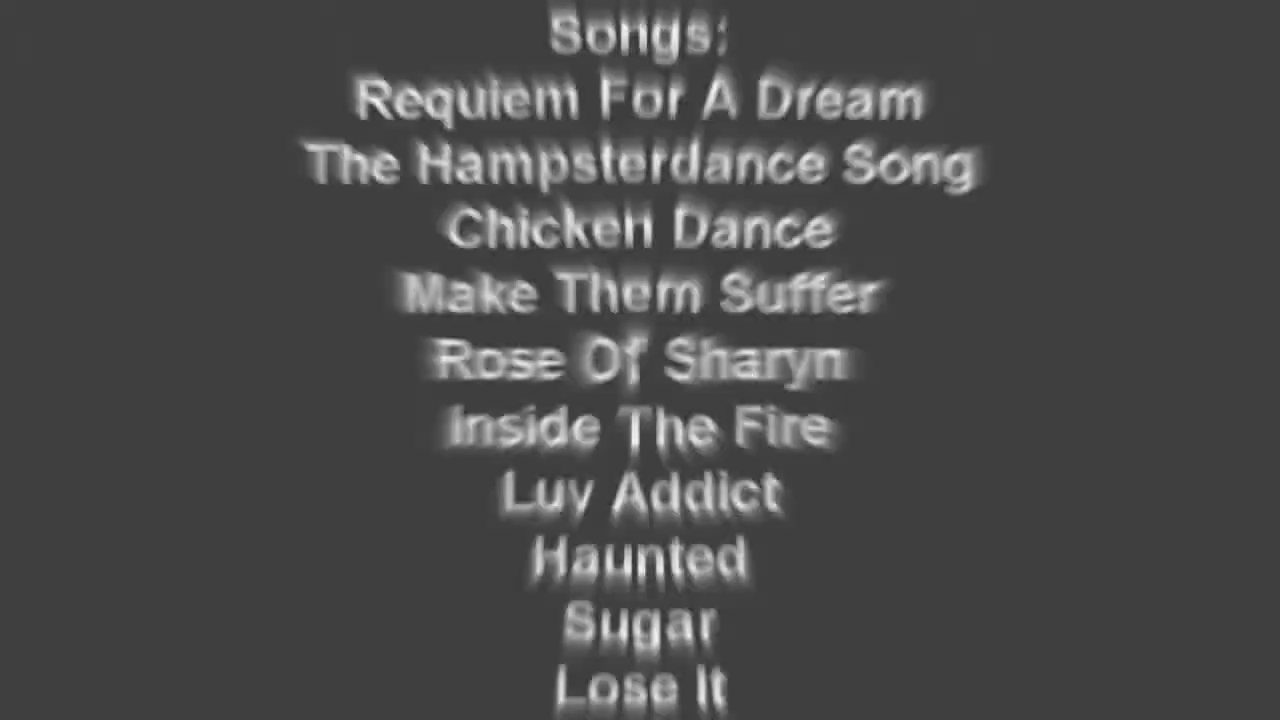 Songs:
Requiem For A Dream
The Hampsterdance Song
Chicken Dance
Make Them Suffer
Rose Of Sharyn
Inside The Fire
Luv Addict
Haunted
Sugar
Lose It